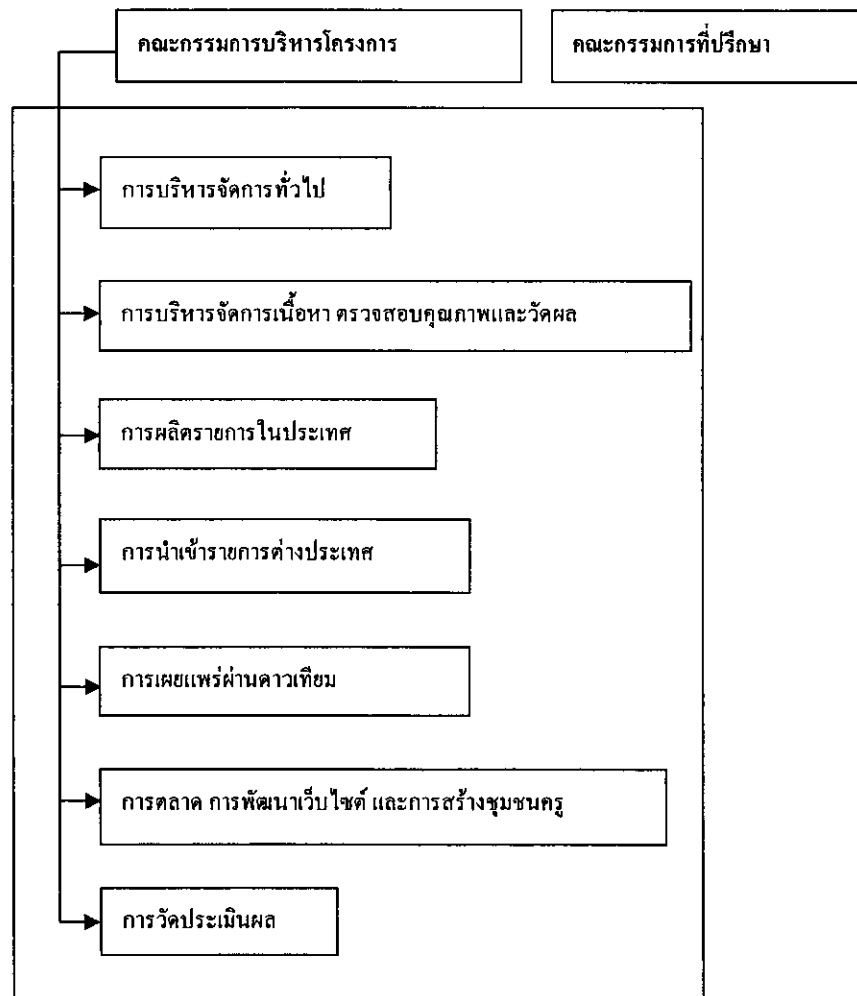 คณะกรรมการบริหารโครงการ
คณะกรรมการที่ปรึกษา
การบริหารจัดการทั่วไป
การบริหารจัดการเนื้อหา ตรวจสอบคุณภาพและวัดผล
การผลิตรายการในประเทศ
การนำเข้ารายการต่างประเทศ
การเผยแพร่ผ่านดาวเทียม
การตลาด การพัฒนาเว็บไซต์ และการสร้างชุมชนครู
การวัดประเมินผล